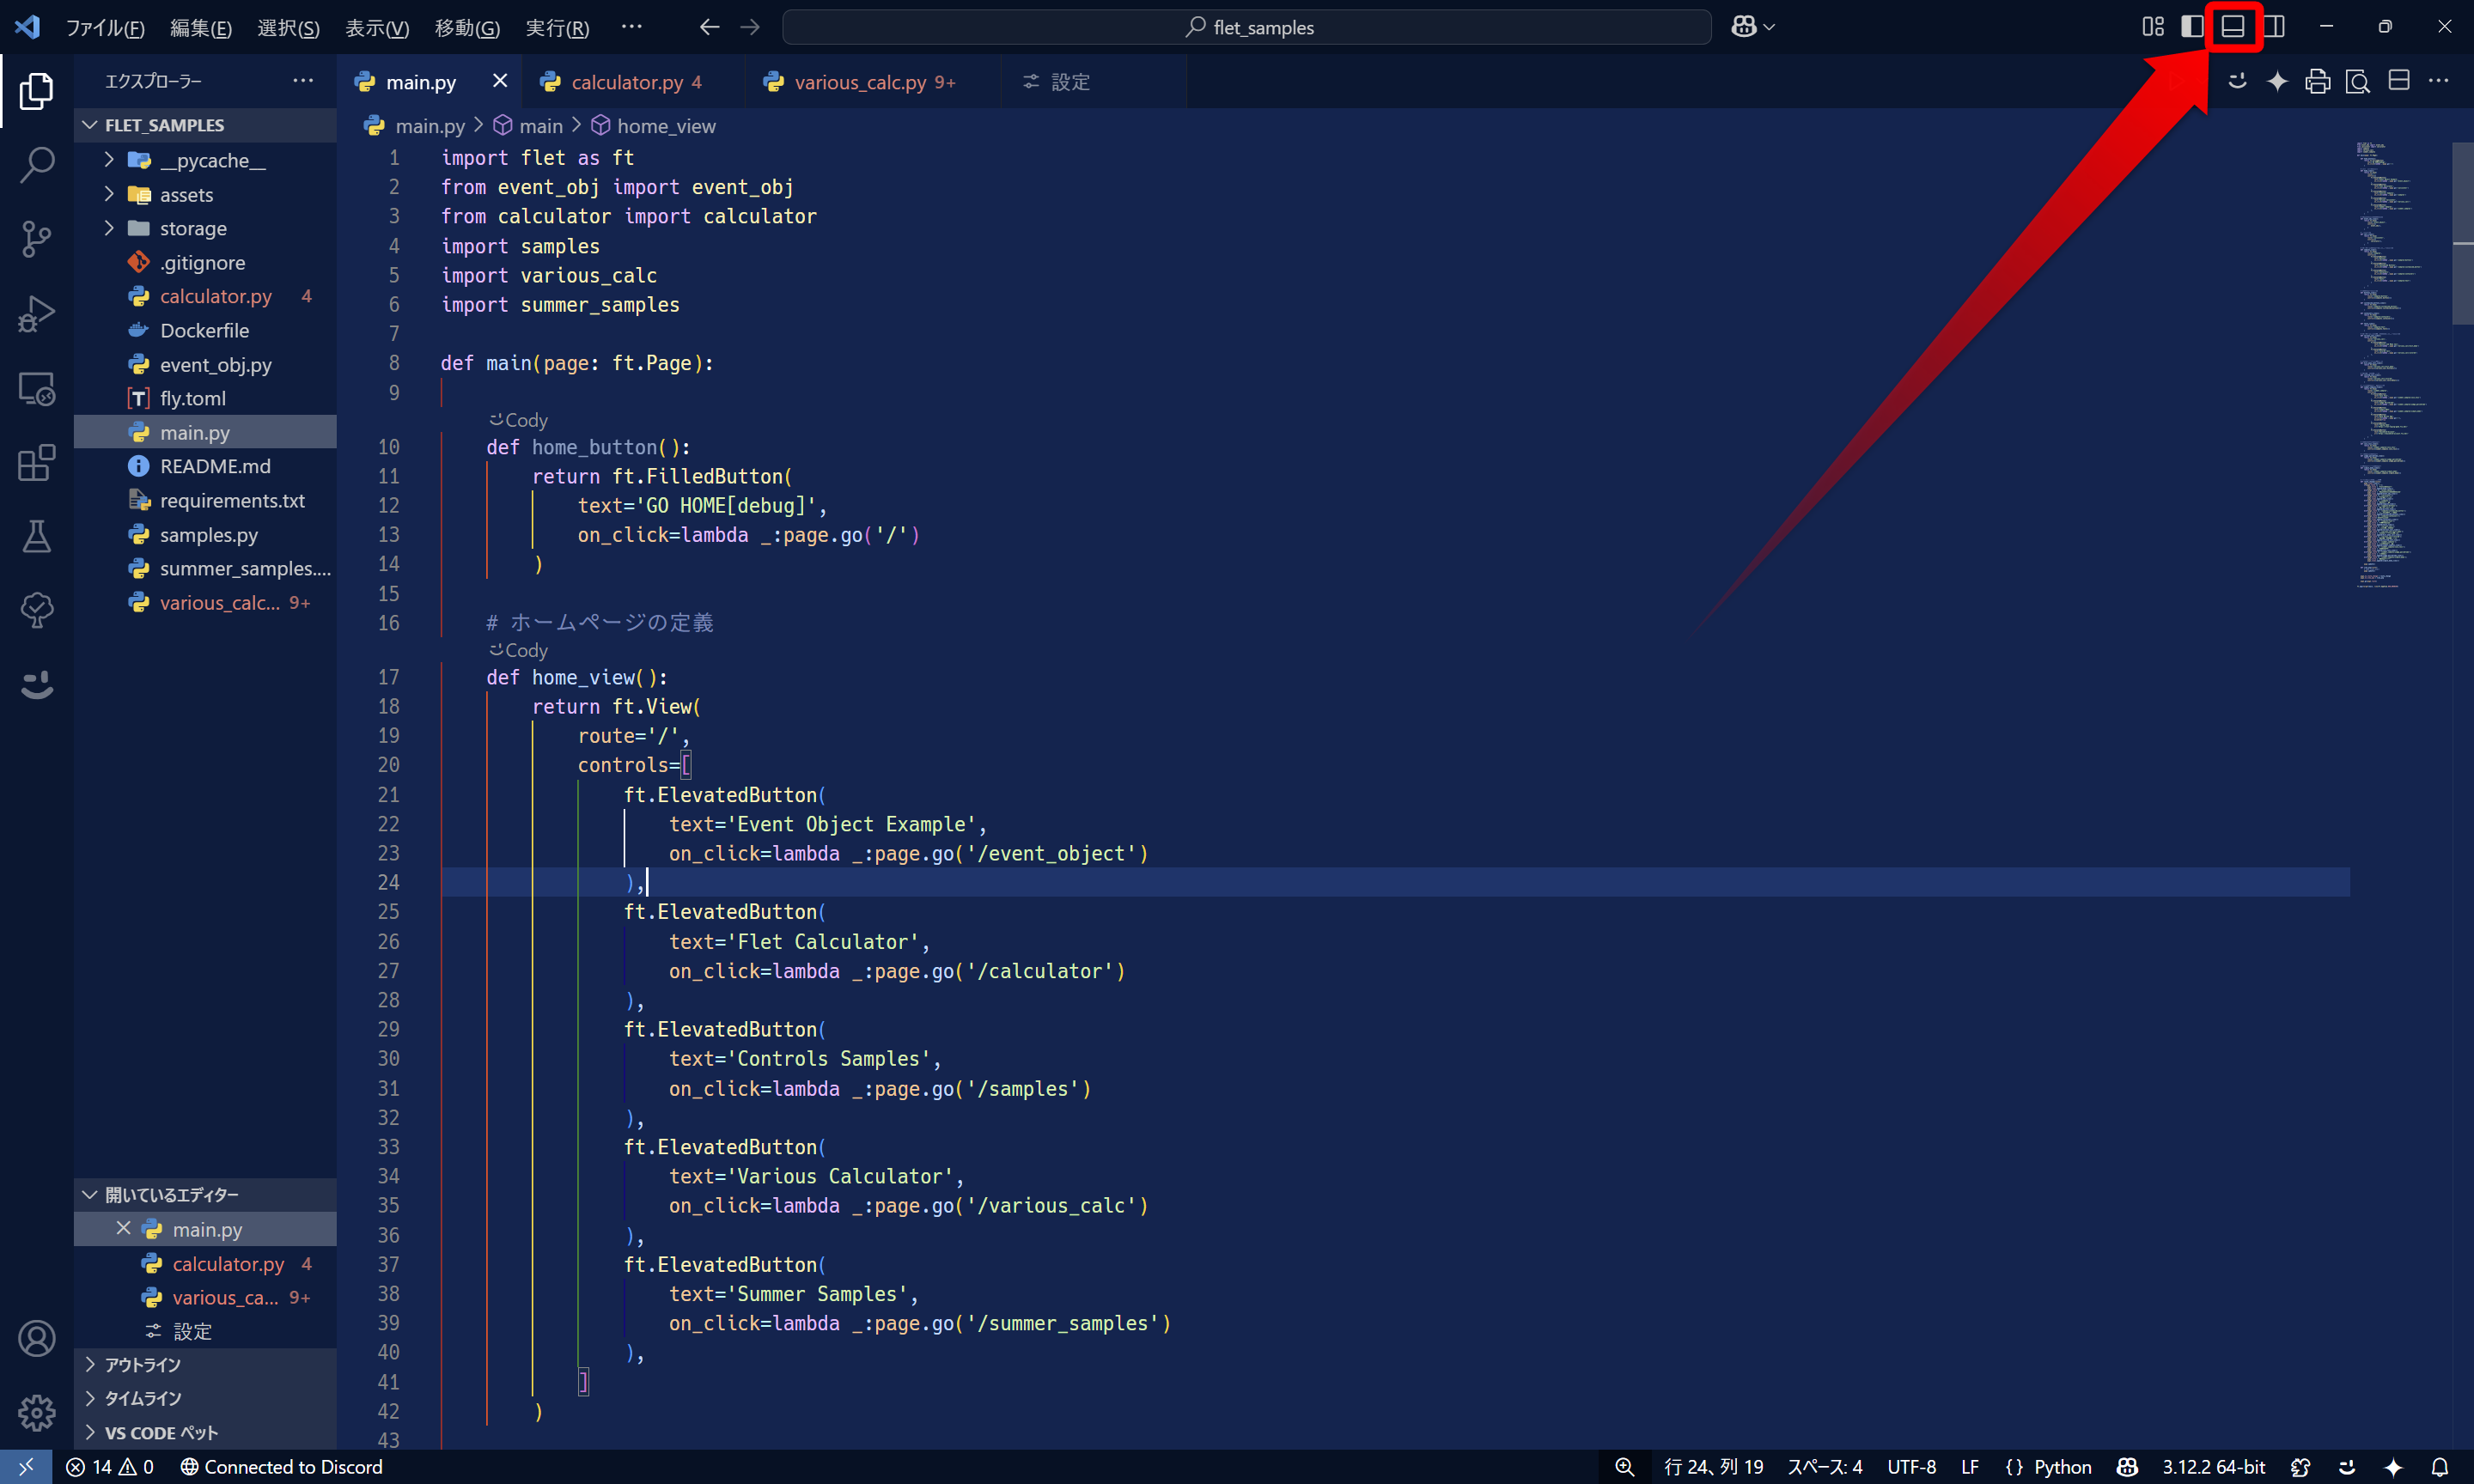 ファイル(F) 編集(E) 選択(S) 表示(V) 移動(G) 実行(R) ··· flet_samples
エクスプローラー ···
FLET_SAMPLES
__pycache__
assets
storage
.gitignore
calculator.py 4
Dockerfile
event_obj.py
fly.toml
main.py
README.md
requirements.txt
samples.py
summer_samples....
various_calc... 9+
開いているエディター
main.py
calculator.py 4
various_ca... 9+
設定
アウトライン
タイムライン
VS CODE ペット
main.py calculator.py 4 various_calc.py 9+ 設定
main.py > main > home_view
1 import flet as ft
2 from event_obj import event_obj
3 from calculator import calculator
4 import samples
5 import various_calc
6 import summer_samples
7
8 def main(page: ft.Page):
9
Cody
10 def home_button():
11 return ft.FilledButton(
12 text='GO HOME[debug]',
13 on_click=lambda _:page.go('/')
14 )
15
16 # ホームページの定義
Cody
17 def home_view():
18 return ft.View(
19 route='/',
20 controls=[
21 ft.ElevatedButton(
22 text='Event Object Example',
23 on_click=lambda _:page.go('/event_object')
24 ),
25 ft.ElevatedButton(
26 text='Flet Calculator',
27 on_click=lambda _:page.go('/calculator')
28 ),
29 ft.ElevatedButton(
30 text='Controls Samples',
31 on_click=lambda _:page.go('/samples')
32 ),
33 ft.ElevatedButton(
34 text='Various Calculator',
35 on_click=lambda _:page.go('/various_calc')
36 ),
37 ft.ElevatedButton(
38 text='Summer Samples',
39 on_click=lambda _:page.go('/summer_samples')
40 ),
41 ]
42 )
43
14 0 Connected to Discord 行 24、列 19 スペース: 4 UTF-8 LF {} Python 3.12.2 64-bit